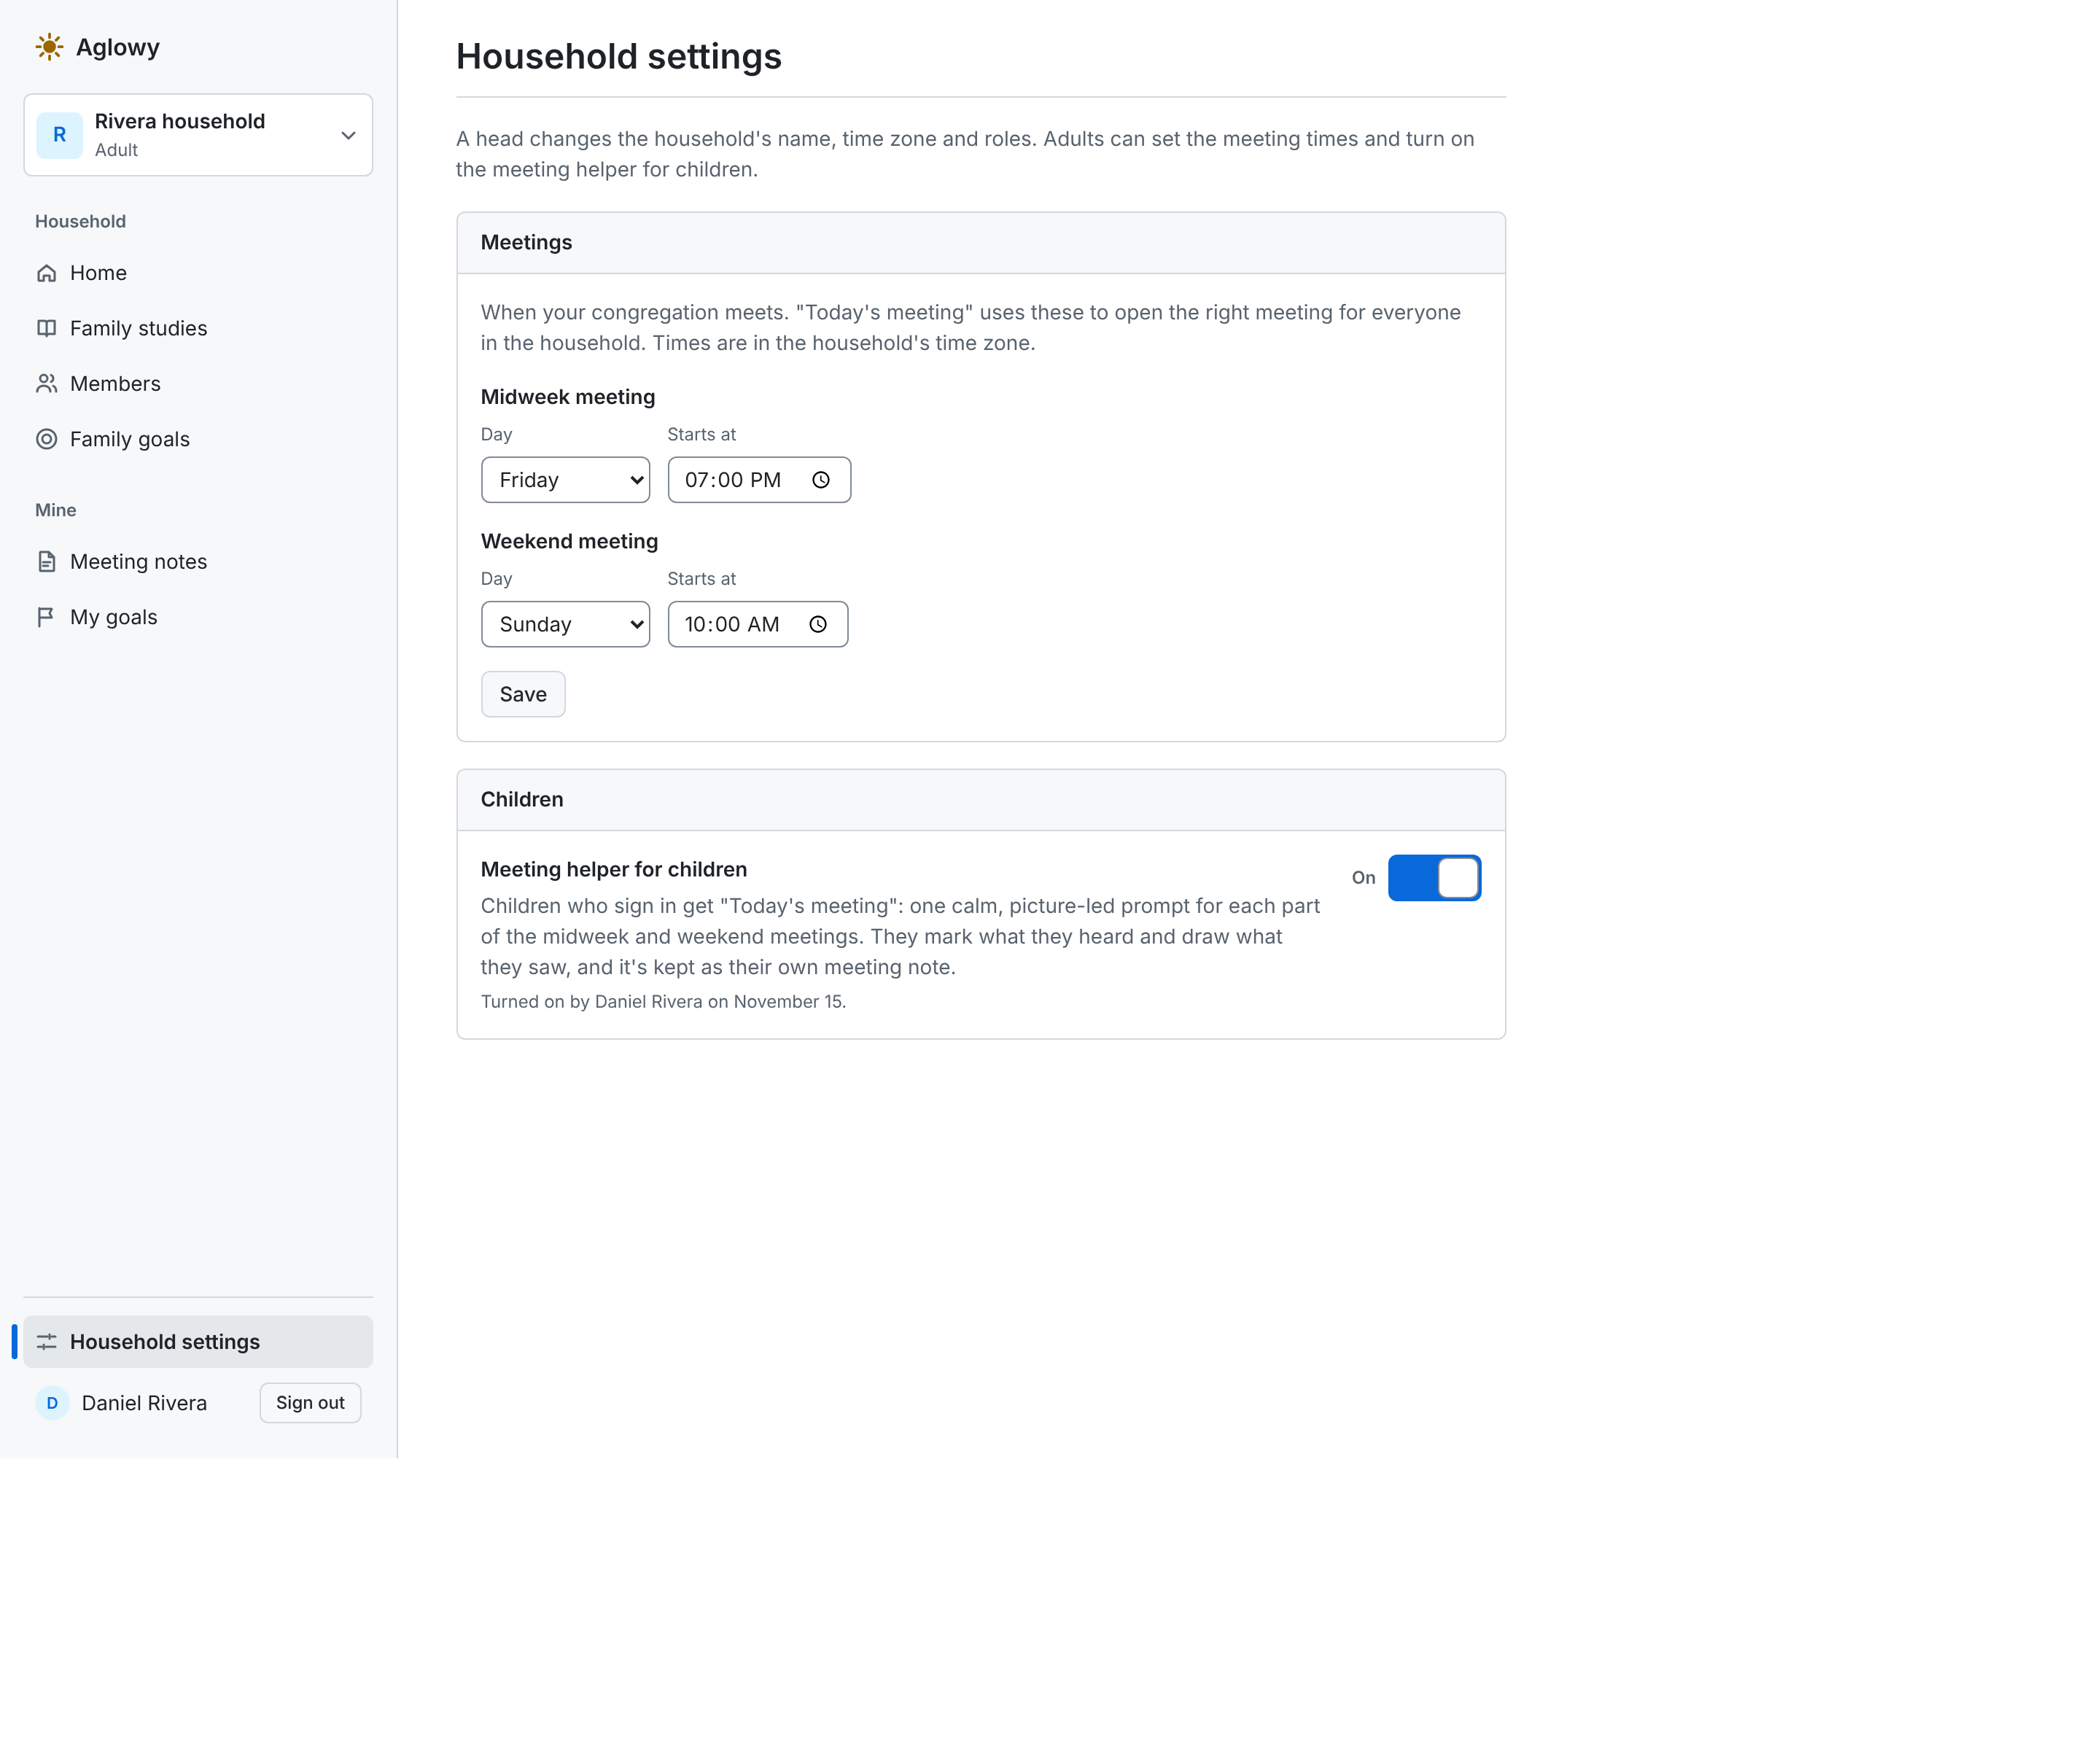 Aglowy
R
Rivera household
Adult
Household
Home
Family studies
Members
Family goals
Mine
Meeting notes
My goals
Household settings
D
Daniel Rivera
Sign out
Household settings
A head changes the household's name, time zone and roles. Adults can set the meeting times and turn on
the meeting helper for children.
Meetings
When your congregation meets. "Today's meeting" uses these to open the right meeting for everyone
in the household. Times are in the household's time zone.
Midweek meeting
Day Starts at
Friday 07:00 PM
Weekend meeting
Day Starts at
Sunday 10:00 AM
Save
Children
Meeting helper for children
On
Children who sign in get "Today's meeting": one calm, picture-led prompt for each part
of the midweek and weekend meetings. They mark what they heard and draw what
they saw, and it's kept as their own meeting note.
Turned on by Daniel Rivera on November 15.